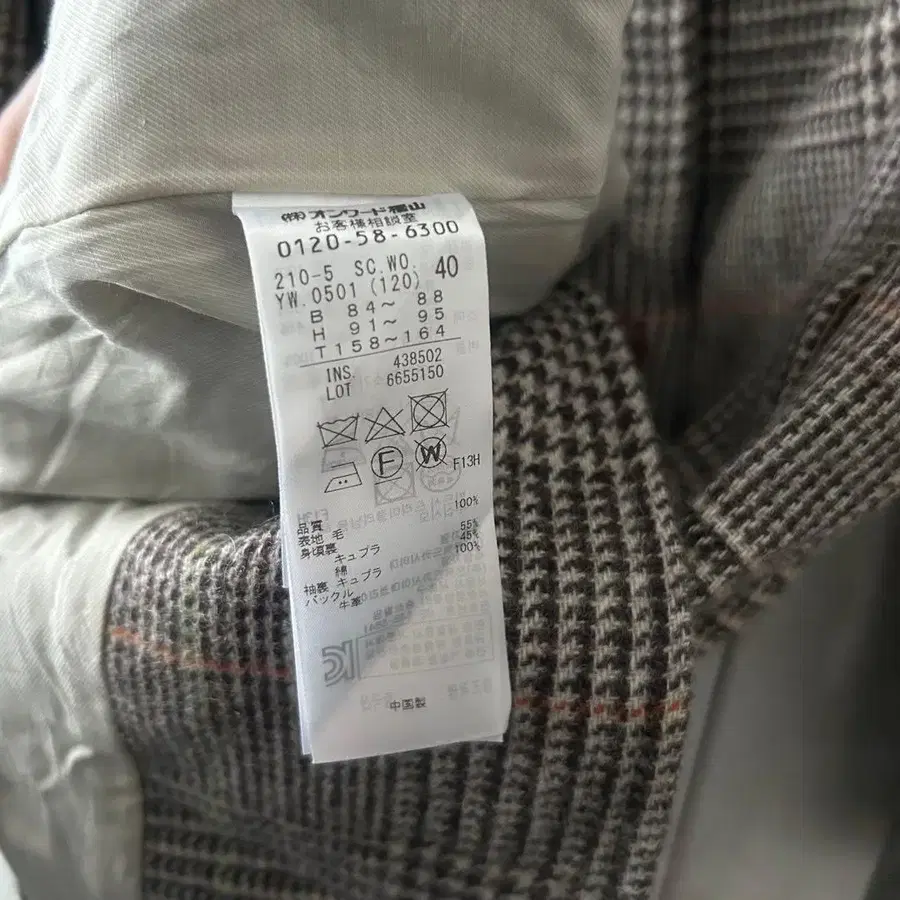 ㈱オンワード樫山
お客様相談室
0120-58-6300
210-5 SC.WO. 40
YW.0501 (120)
B 84～ 88
H 91～ 95
T 158～164
INS. 438502
LOT 6655150
F W F13H
品質
表地 毛 100%
身頃裏
キュプラ 55%
綿 45%
袖裏 キュプラ 100%
バックル
牛革
中国製